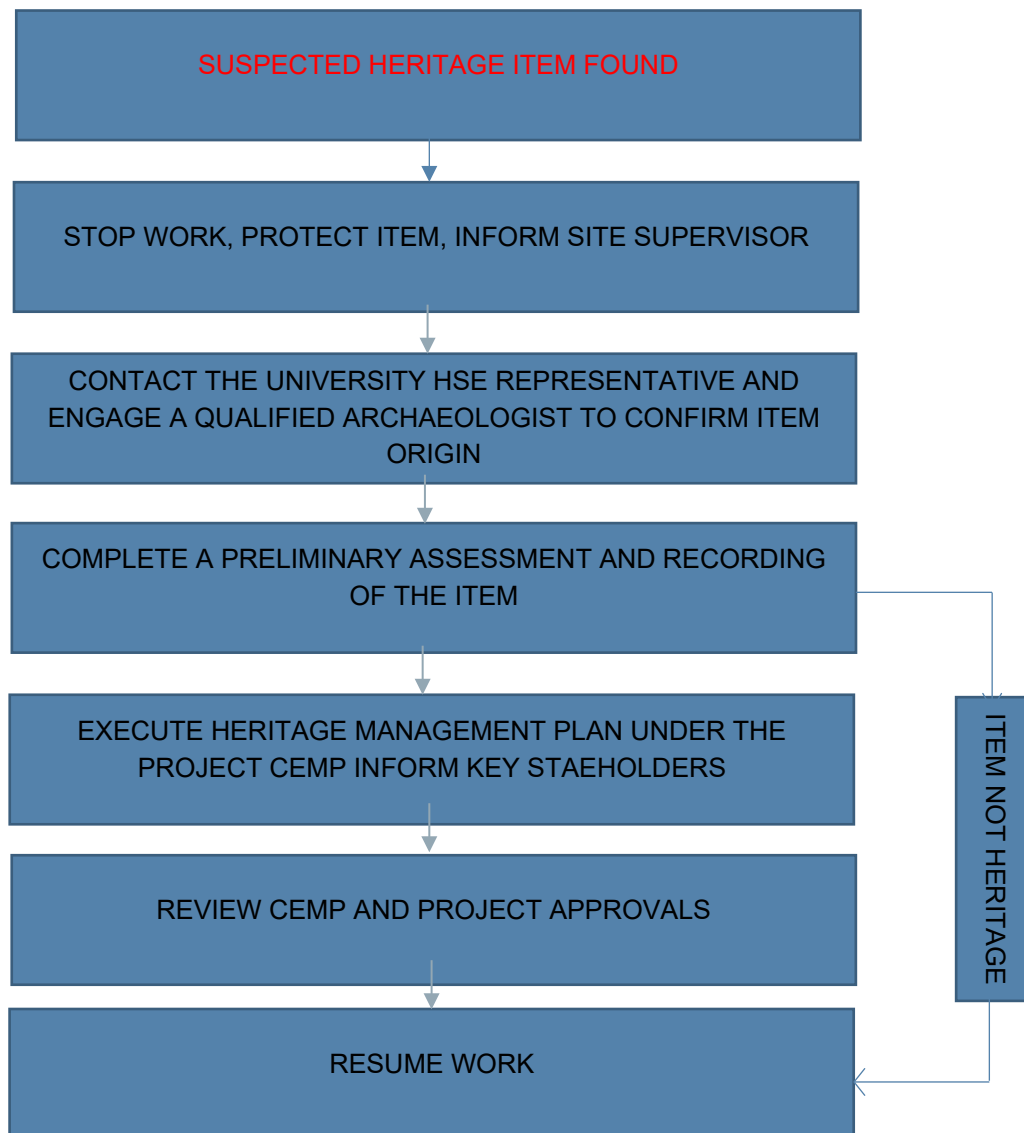 SUSPECTED HERITAGE ITEM FOUND
STOP WORK, PROTECT ITEM, INFORM SITE SUPERVISOR
CONTACT THE UNIVERSITY HSE REPRESENTATIVE AND
ENGAGE A QUALIFIED ARCHAEOLOGIST TO CONFIRM ITEM
ORIGIN
COMPLETE A PRELIMINARY ASSESSMENT AND RECORDING
OF THE ITEM
EXECUTE HERITAGE MANAGEMENT PLAN UNDER THE
PROJECT CEMP INFORM KEY STAEHOLDERS
ITEM NOT HERITAGE
REVIEW CEMP AND PROJECT APPROVALS
RESUME WORK